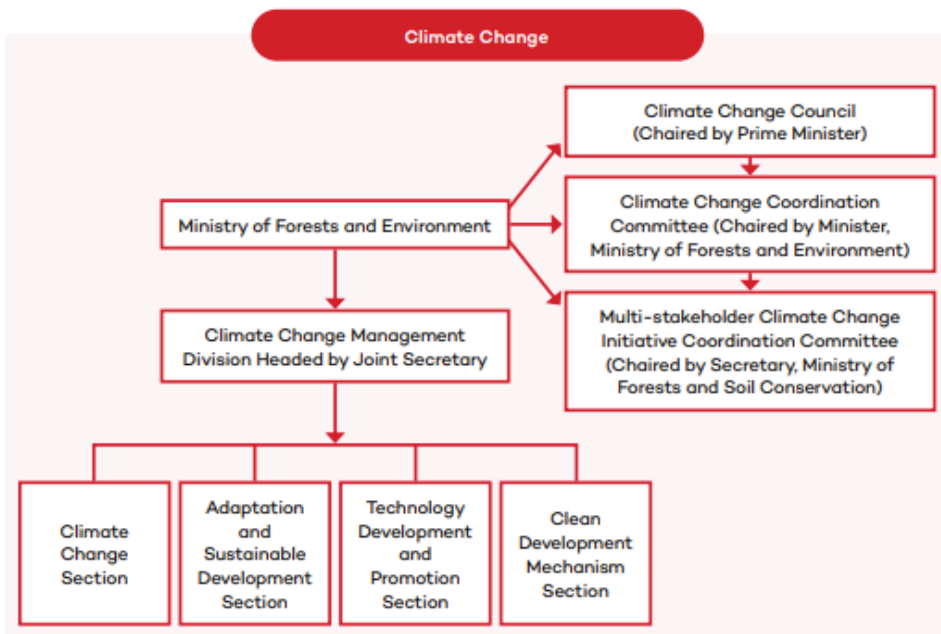 Climate Change
Climate Change Council
(Chaired by Prime Minister)
Ministry of Forests and Environment
Climate Change Coordination
Committee (Chaired by Minister,
Ministry of Forests and Environment)
Multi-stakeholder Climate Change
Initiative Coordination Committee
(Chaired by Secretary, Ministry of
Forests and Soil Conservation)
Climate Change Management
Division Headed by Joint Secretary
Climate
Change
Section
Adaptation
and
Sustainable
Development
Section
Technology
Development
and
Promotion
Section
Clean
Development
Mechanism
Section